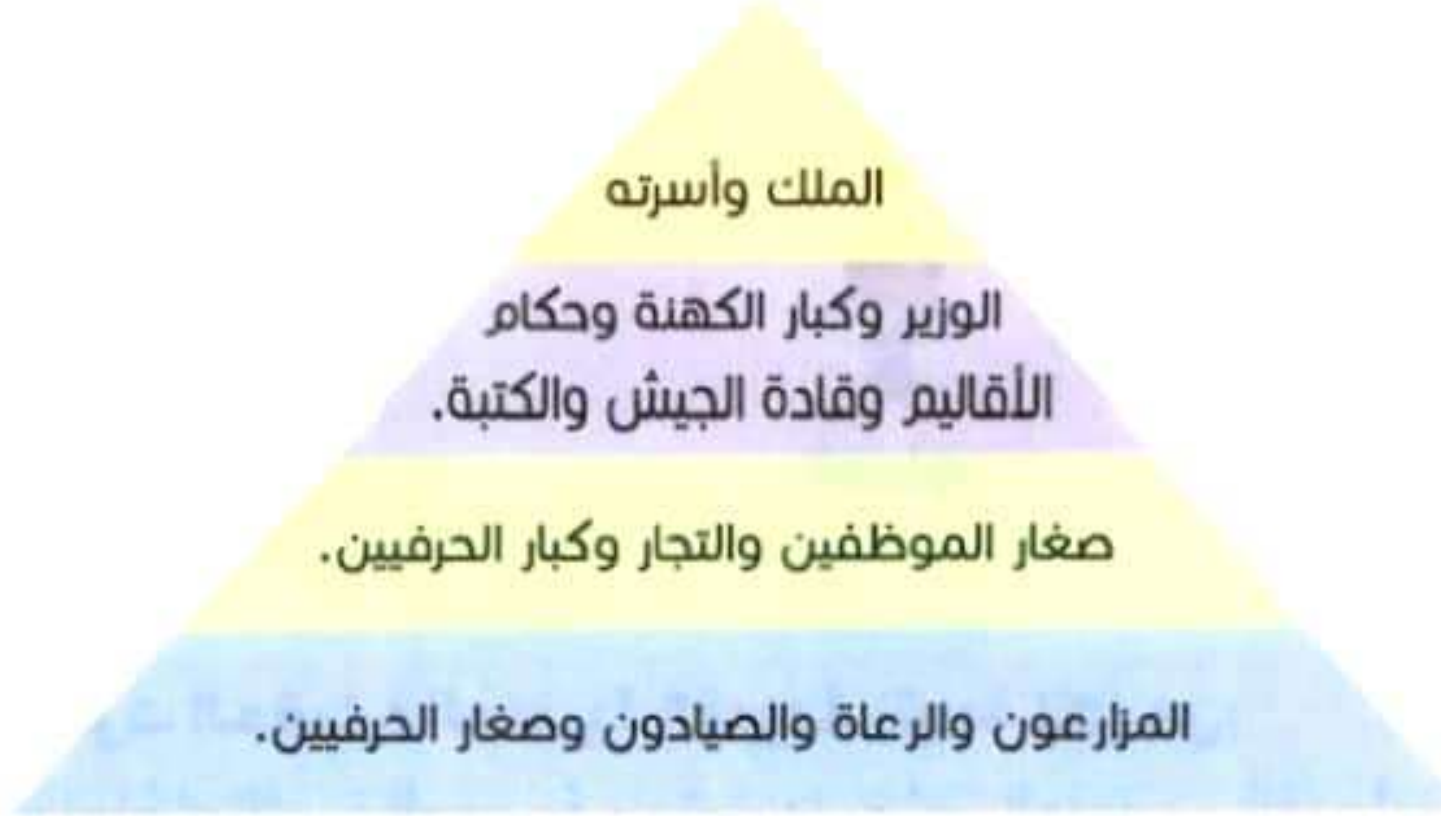 الملك وأسرته
الوزير وكبار الكهنة وحكام
الأقاليم وقادة الجيش والكتبة.
صغار الموظفين والتجار وكبار الحرفيين.
المزارعون والرعاة والصيادون وصغار الحرفيين.